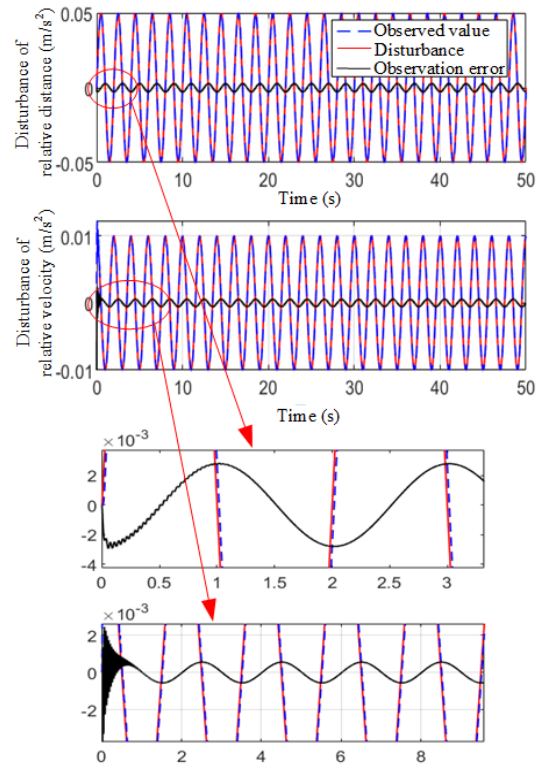 Disturbance of
relative distance (m/s²)
0.05
0
-0.05
Observed value
Disturbance
Observation error
0 10 20 30 40 50
Time (s)
Disturbance of
relative velocity (m/s²)
0.01
0
-0.01
0 10 20 30 40 50
Time (s)
×10⁻³
2
0
-2
-4
0 0.5 1 1.5 2 2.5 3
×10⁻³
2
0
-2
0 2 4 6 8